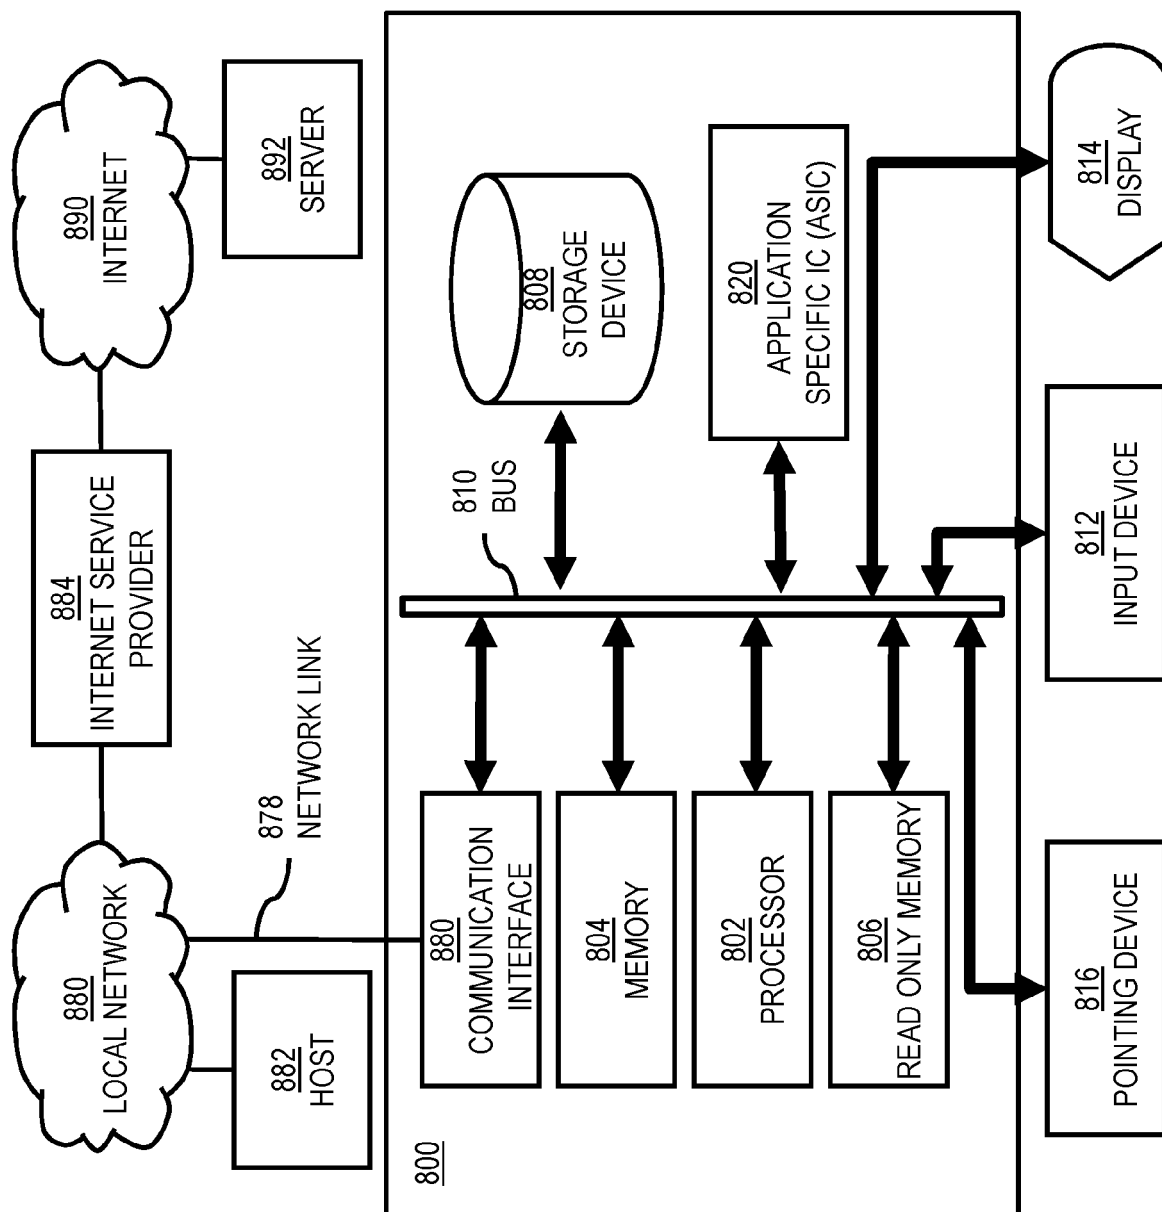 800
816
POINTING DEVICE
812
INPUT DEVICE
814
DISPLAY
806
READ ONLY MEMORY
802
PROCESSOR
804
MEMORY
880
COMMUNICATION
INTERFACE
820
APPLICATION
SPECIFIC IC (ASIC)
808
STORAGE
DEVICE
810
BUS
878
NETWORK LINK
882
HOST
880
LOCAL NETWORK
884
INTERNET SERVICE
PROVIDER
890
INTERNET
892
SERVER